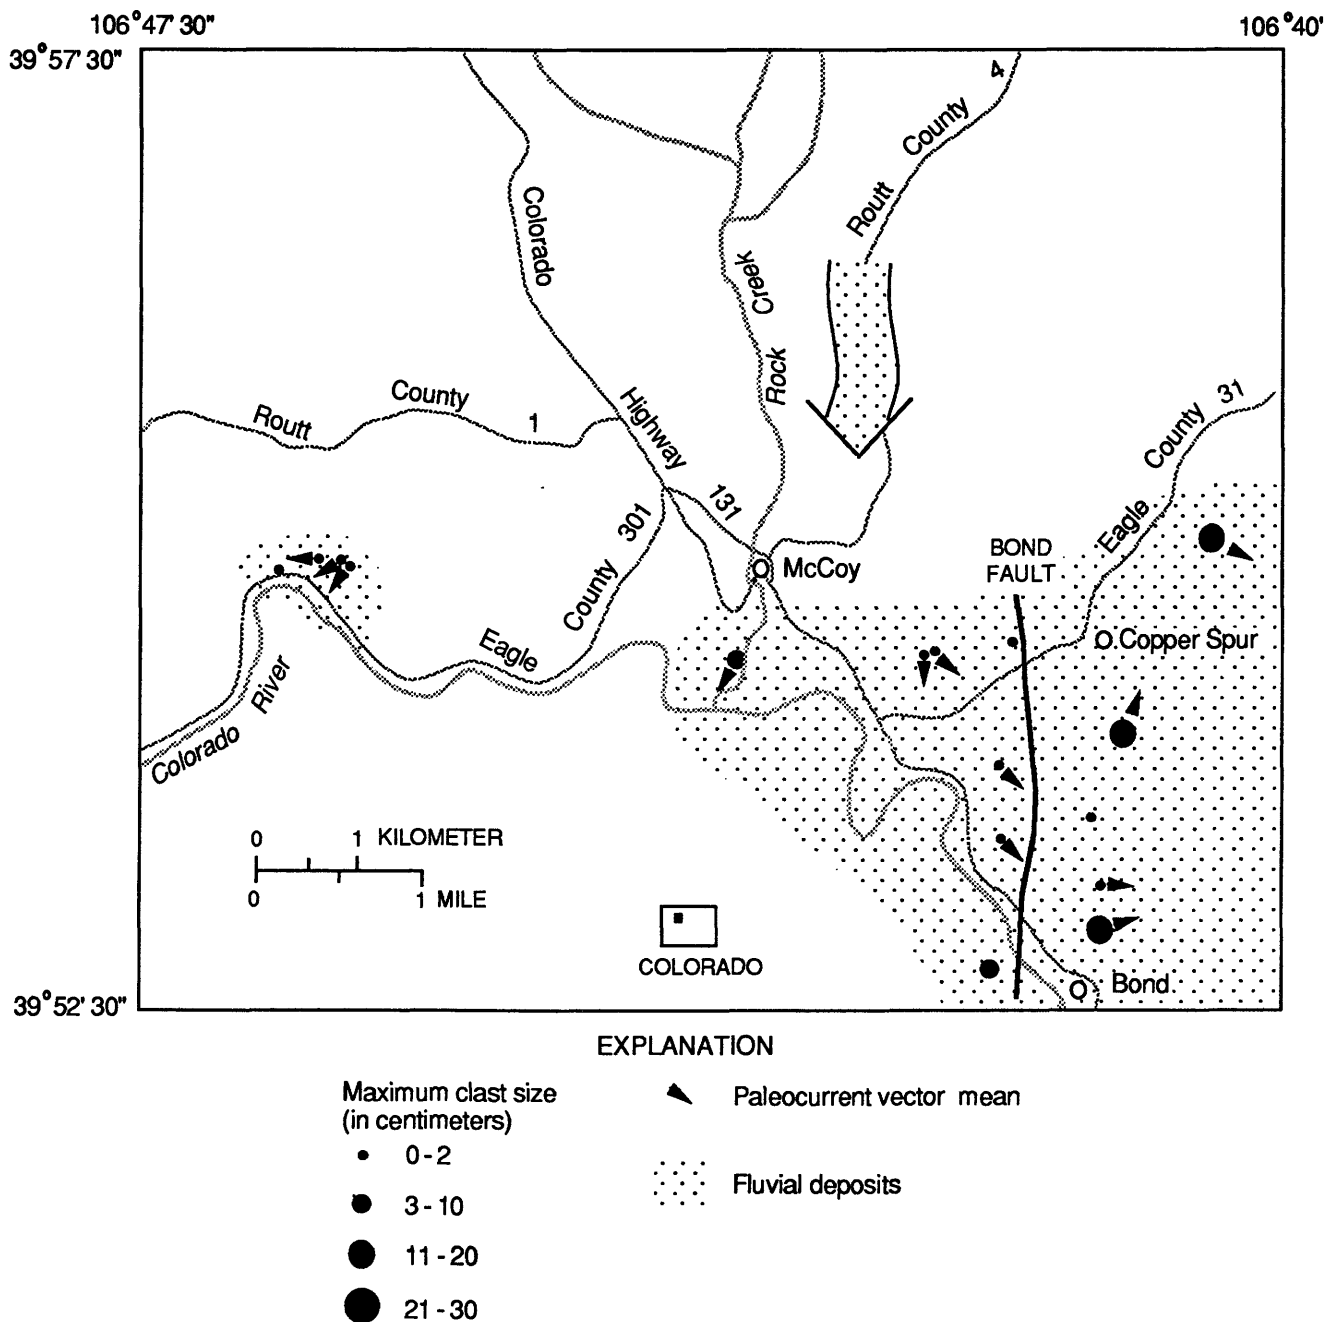 106°47'30"
106°40'
39°57'30"
4
County
Routt
Colorado
Creek
Rock
County
Routt
1
Highway
131
31
County
Eagle
301
County
BOND
FAULT
McCoy
Copper Spur
Eagle
River
Colorado
0 1 KILOMETER
0 1 MILE
COLORADO
Bond
39°52'30"
EXPLANATION
Maximum clast size
(in centimeters)
0-2
3-10
11-20
21-30
Paleocurrent vector mean
Fluvial deposits